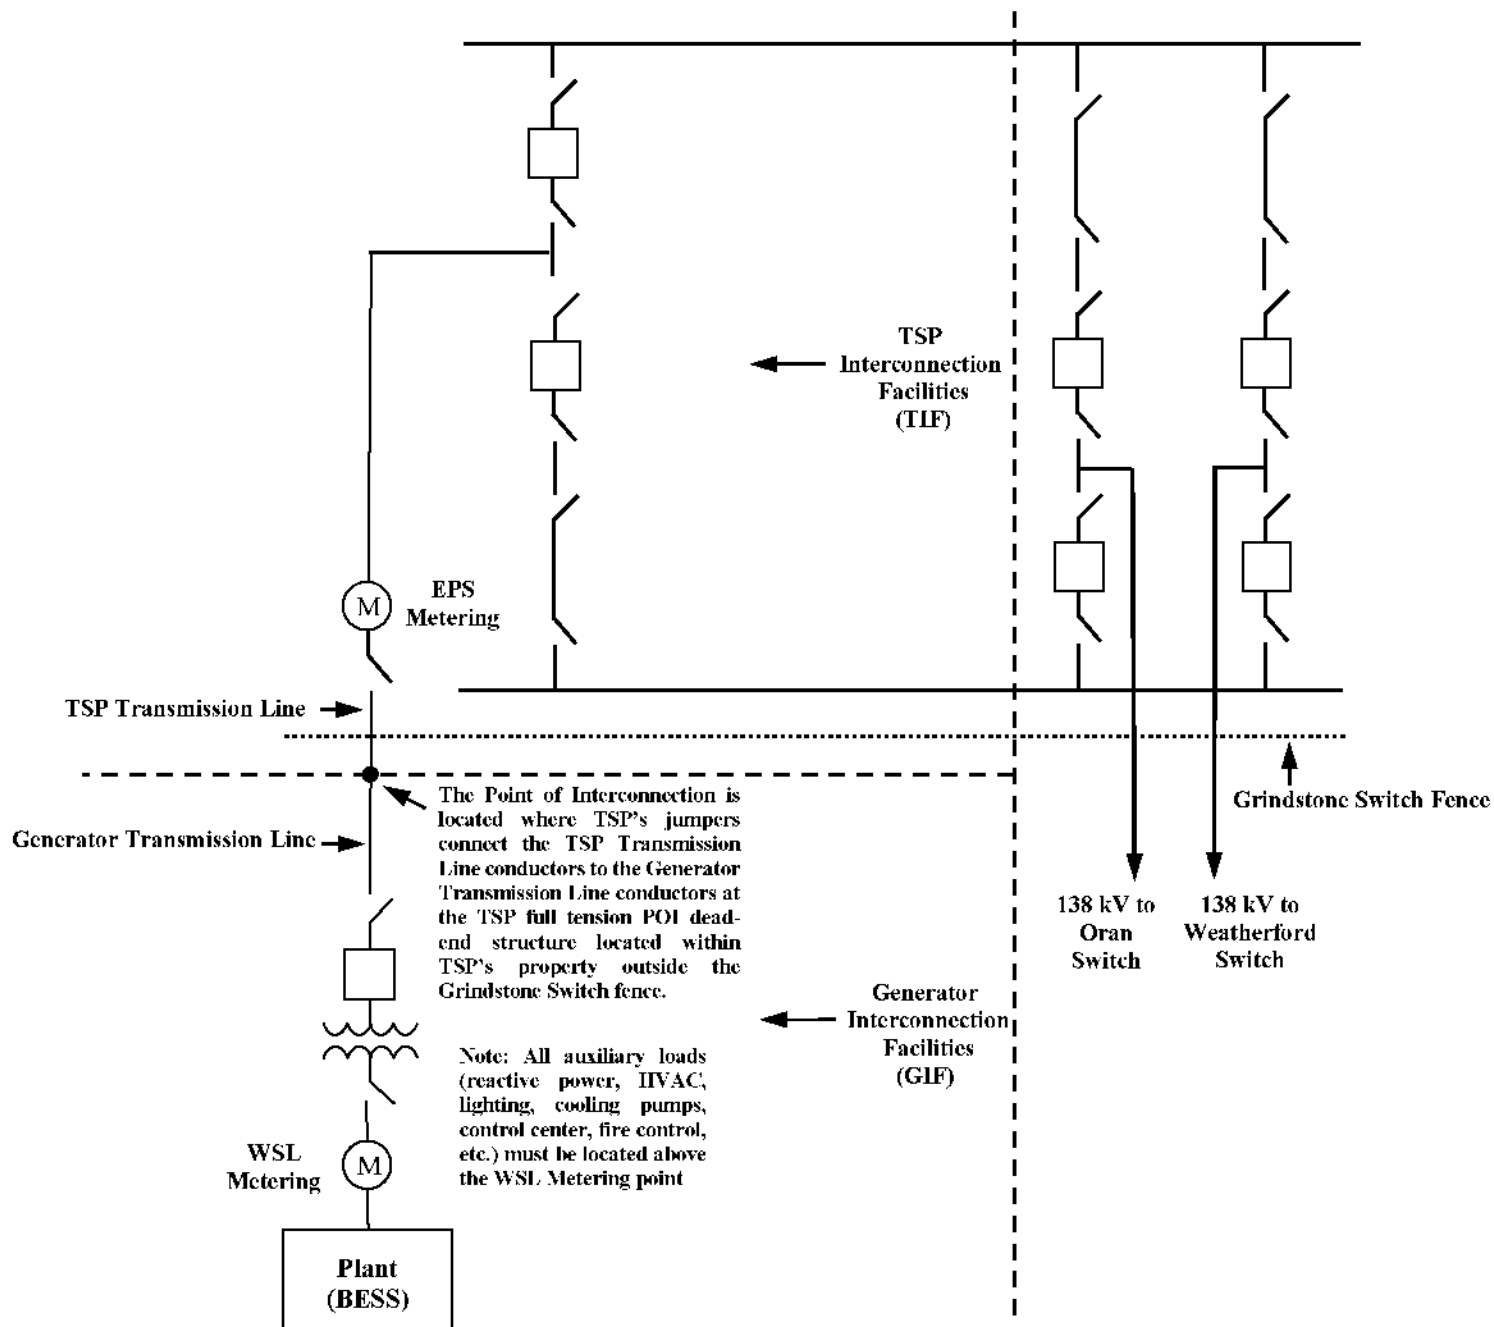 TSP
Interconnection
Facilities
(TIF)
M
EPS
Metering
TSP Transmission Line
Grindstone Switch Fence
The Point of Interconnection is
located where TSP's jumpers
connect the TSP Transmission
Line conductors to the Generator
Transmission Line conductors at
the TSP full tension POI dead-
end structure located within
TSP's property outside the
Grindstone Switch fence.
Generator Transmission Line
138 kV to
Oran
Switch
138 kV to
Weatherford
Switch
Generator
Interconnection
Facilities
(GIF)
Note: All auxiliary loads
(reactive power, HVAC,
lighting, cooling pumps,
control center, fire control,
etc.) must be located above
the WSL Metering point
WSL
Metering
M
Plant
(BESS)